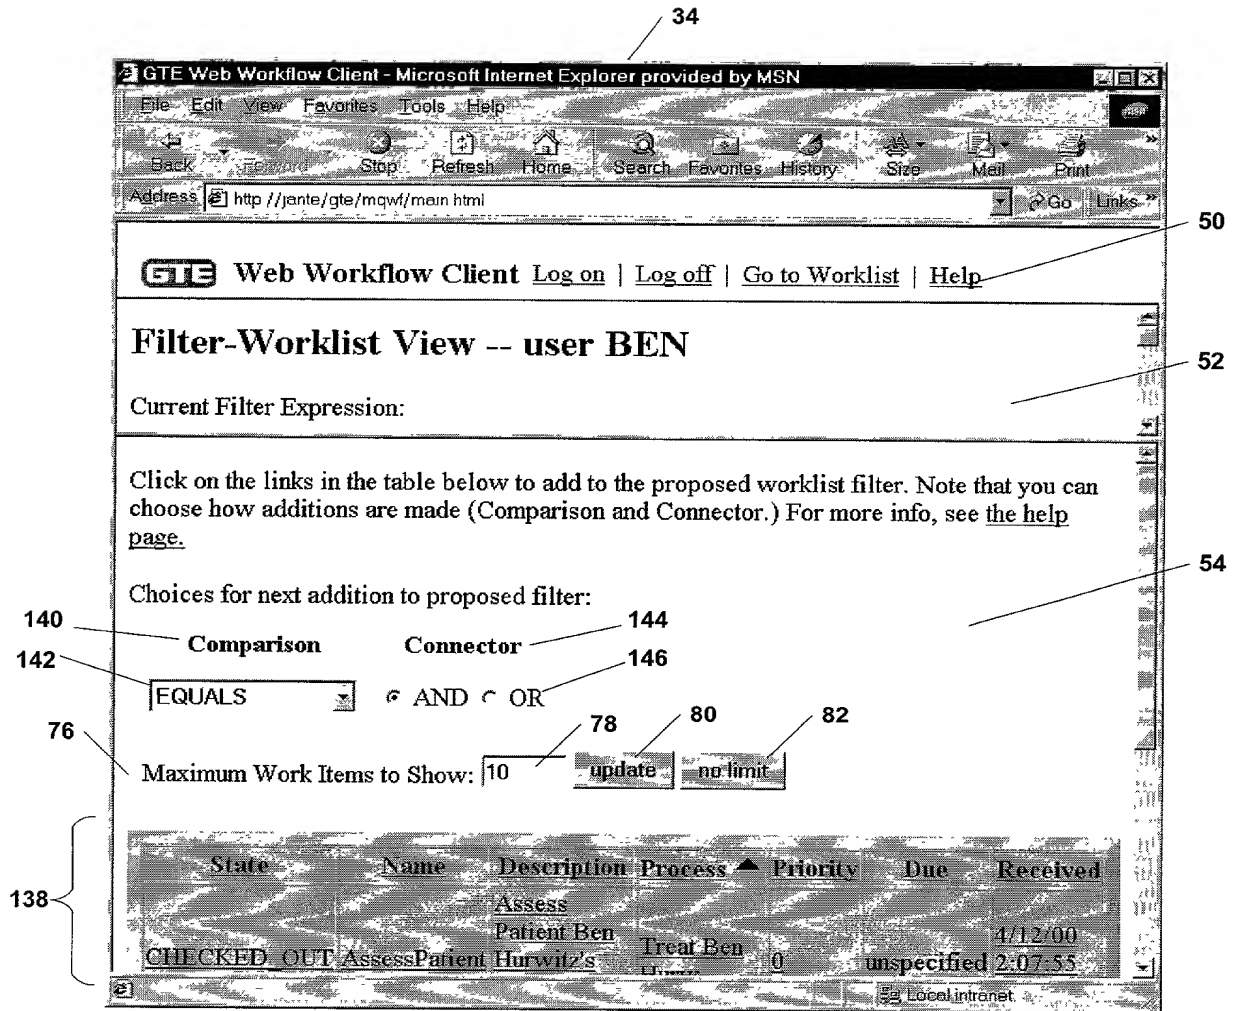 34
GTE Web Workflow Client - Microsoft Internet Explorer provided by MSN
File Edit View Favorites Tools Help
Back Forward Stop Refresh Home Search Favorites History Size Mail Print »
Address http //jante/gte/mqwf/main html Go Links »
50
GTE Web Workflow Client Log on | Log off | Go to Worklist | Help
Filter-Worklist View -- user BEN
52
Current Filter Expression:
Click on the links in the table below to add to the proposed worklist filter. Note that you can
choose how additions are made (Comparison and Connector.) For more info, see the help
page.
54
Choices for next addition to proposed filter:
140 Comparison Connector 144
142 EQUALS AND OR 146
76 Maximum Work Items to Show: 10 update no limit 78 80 82
138
State Name Description Process Priority Due Received
Assess
Patient Ben 4/12/00
CHECKED_OUT AssessPatient Hurwitz's Treat Ben 0 unspecified 2:07:55
Local intranet